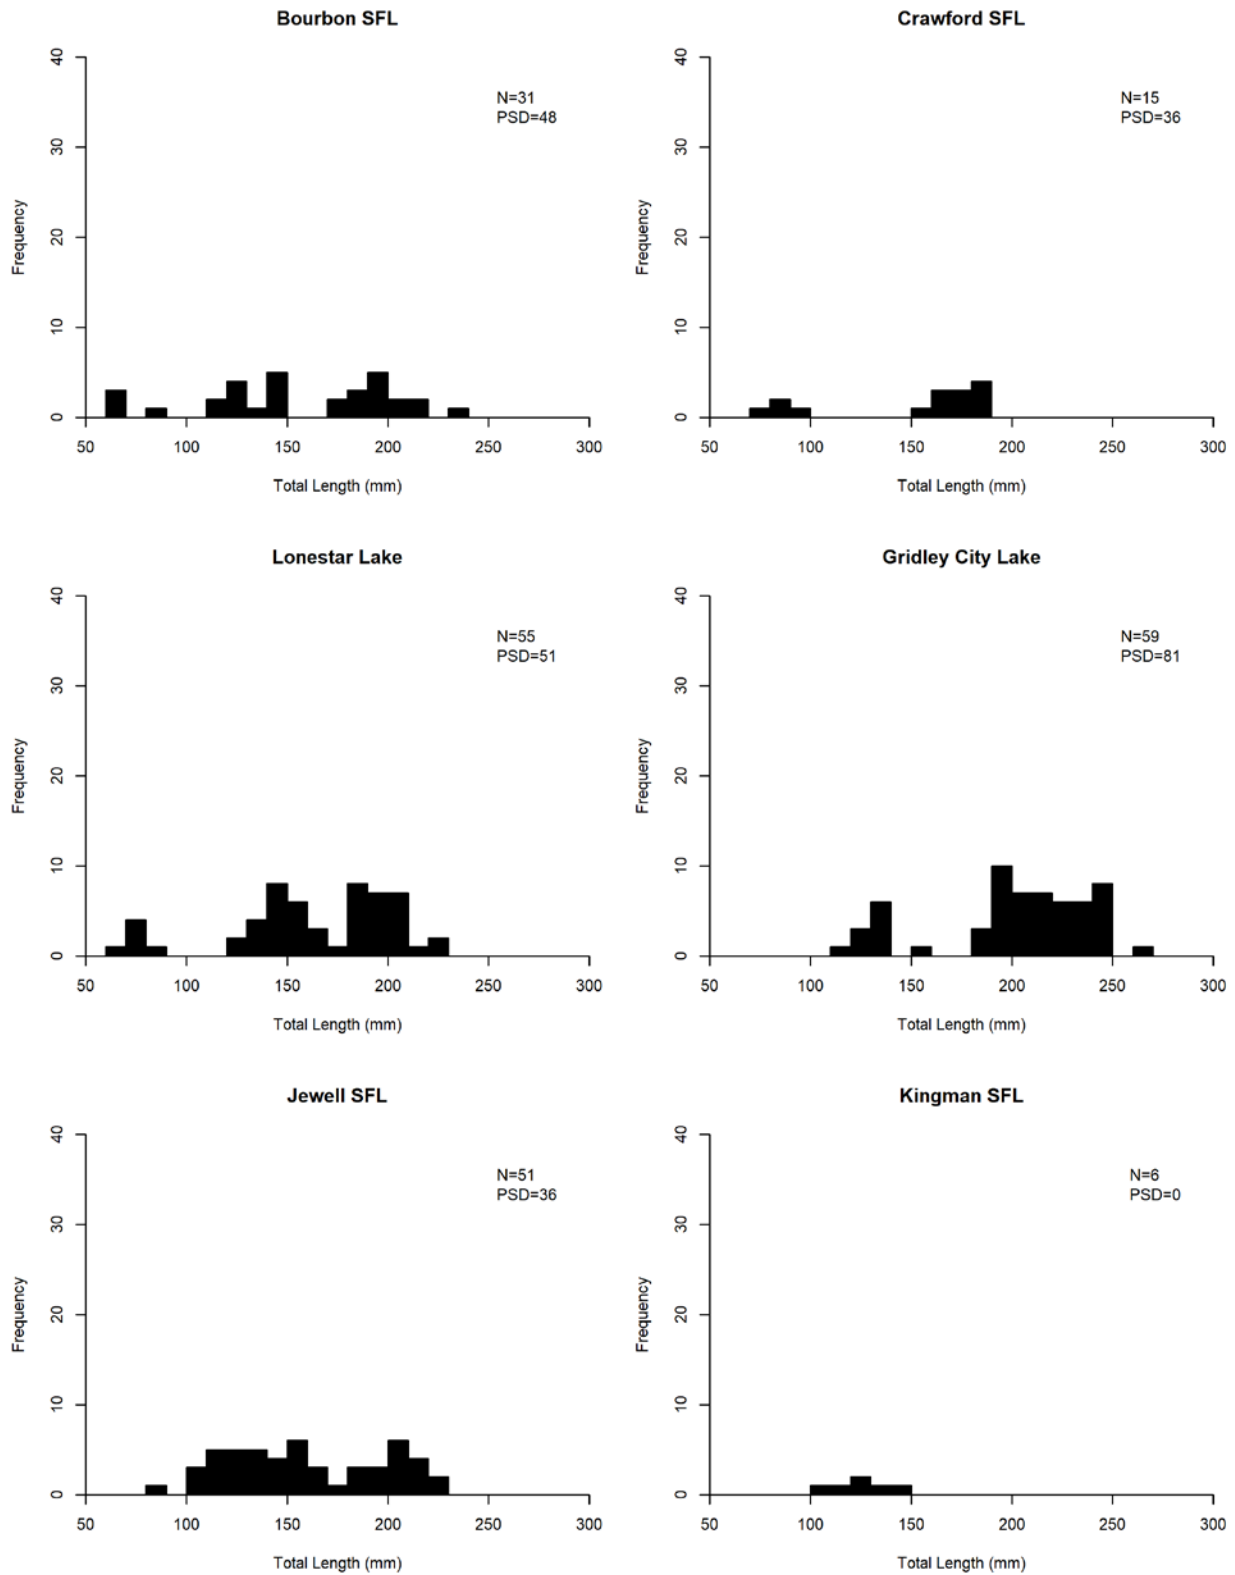 Bourbon SFL
40
30
20
10
0
Frequency
N=31
PSD=48
50 100 150 200 250 300
Total Length (mm)
Crawford SFL
40
30
20
10
0
Frequency
N=15
PSD=36
50 100 150 200 250 300
Total Length (mm)
Lonestar Lake
40
30
20
10
0
Frequency
N=55
PSD=51
50 100 150 200 250 300
Total Length (mm)
Gridley City Lake
40
30
20
10
0
Frequency
N=59
PSD=81
50 100 150 200 250 300
Total Length (mm)
Jewell SFL
40
30
20
10
0
Frequency
N=51
PSD=36
50 100 150 200 250 300
Total Length (mm)
Kingman SFL
40
30
20
10
0
Frequency
N=6
PSD=0
50 100 150 200 250 300
Total Length (mm)